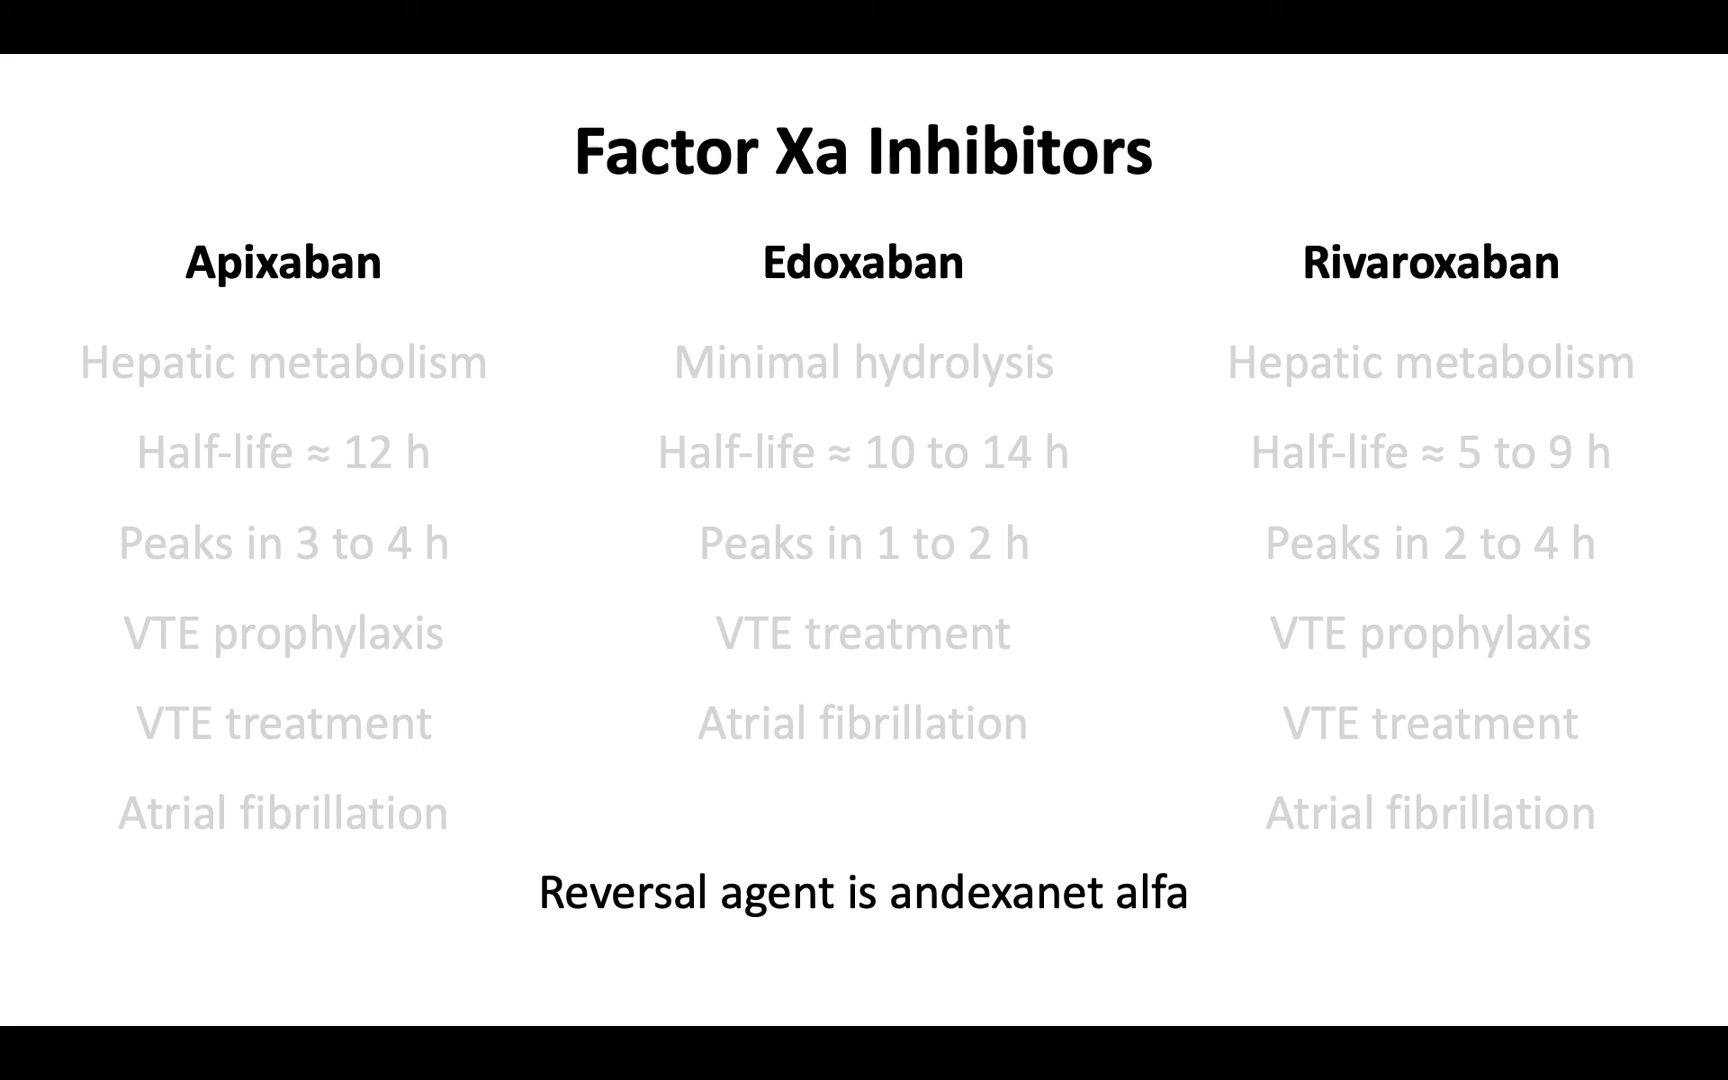 Factor Xa Inhibitors
Apixaban
Hepatic metabolism
Half-life ≈ 12 h
Peaks in 3 to 4 h
VTE prophylaxis
VTE treatment
Atrial fibrillation
Edoxaban
Minimal hydrolysis
Half-life ≈ 10 to 14 h
Peaks in 1 to 2 h
VTE treatment
Atrial fibrillation
Rivaroxaban
Hepatic metabolism
Half-life ≈ 5 to 9 h
Peaks in 2 to 4 h
VTE prophylaxis
VTE treatment
Atrial fibrillation
Reversal agent is andexanet alfa